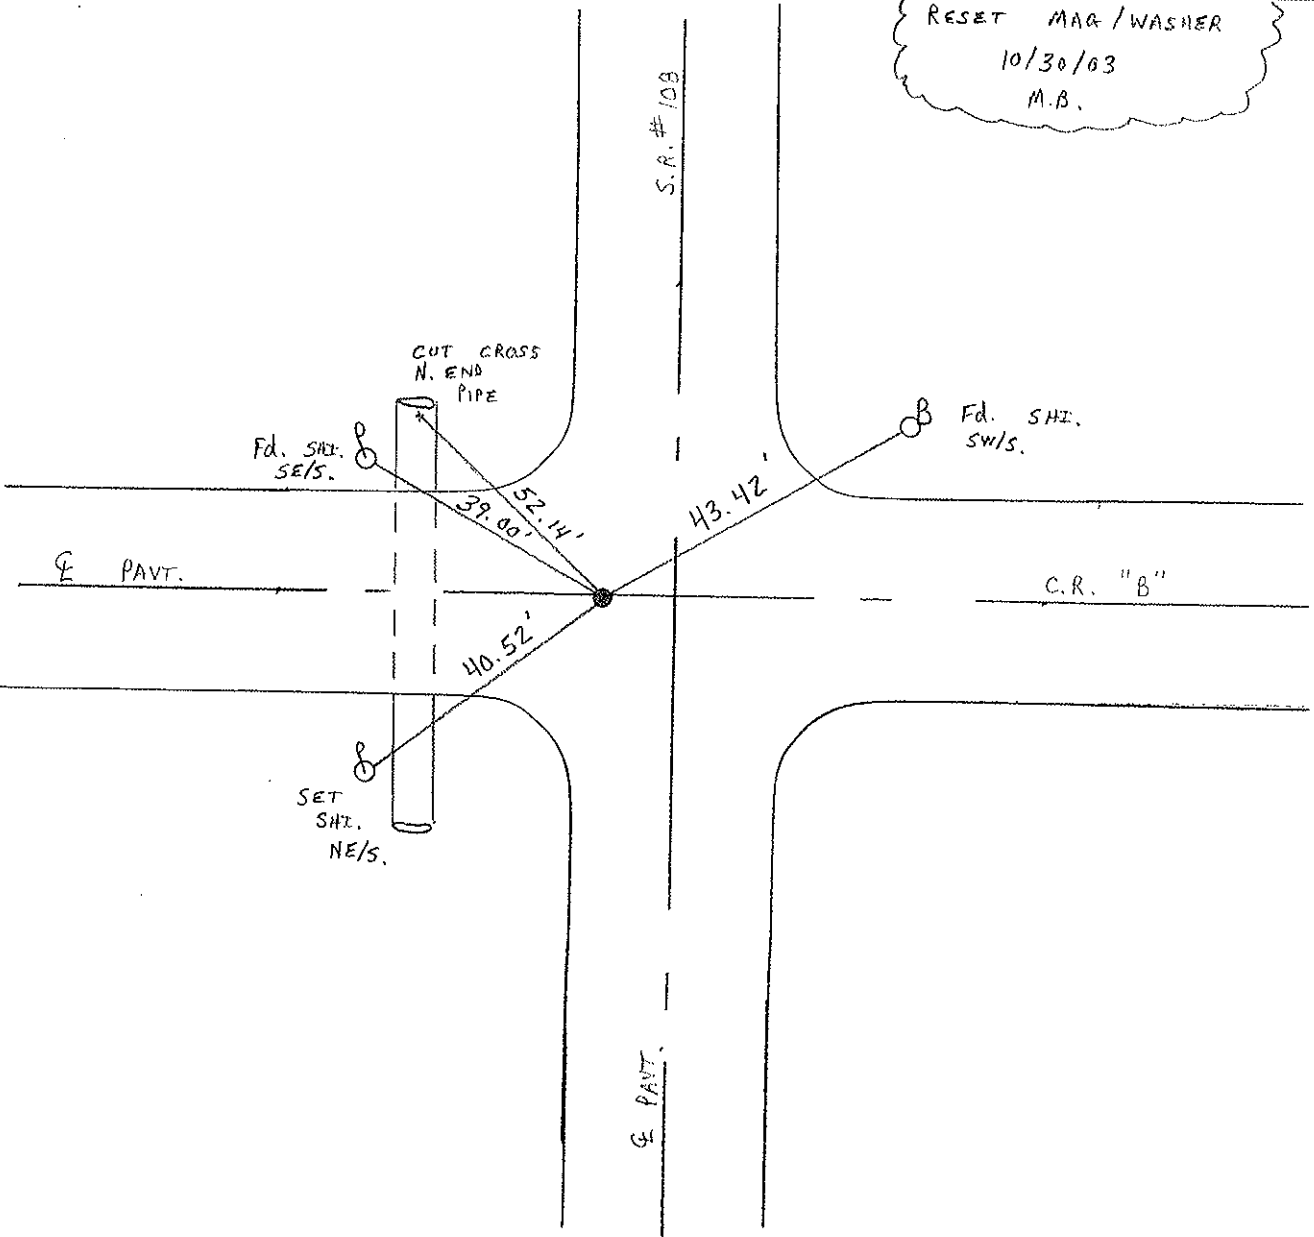 RESET MAG/WASHER
10/30/03
M.B.
S.R. #108
CUT CROSS
N. END
PIPE
Fd. SHI.
SE/S.
Fd. SHI.
SW/S.
52.14'
39.00'
43.42'
℄ PAVT.
C.R. "B"
40.52'
SET
SHI.
NE/S.
℄ PAVT.